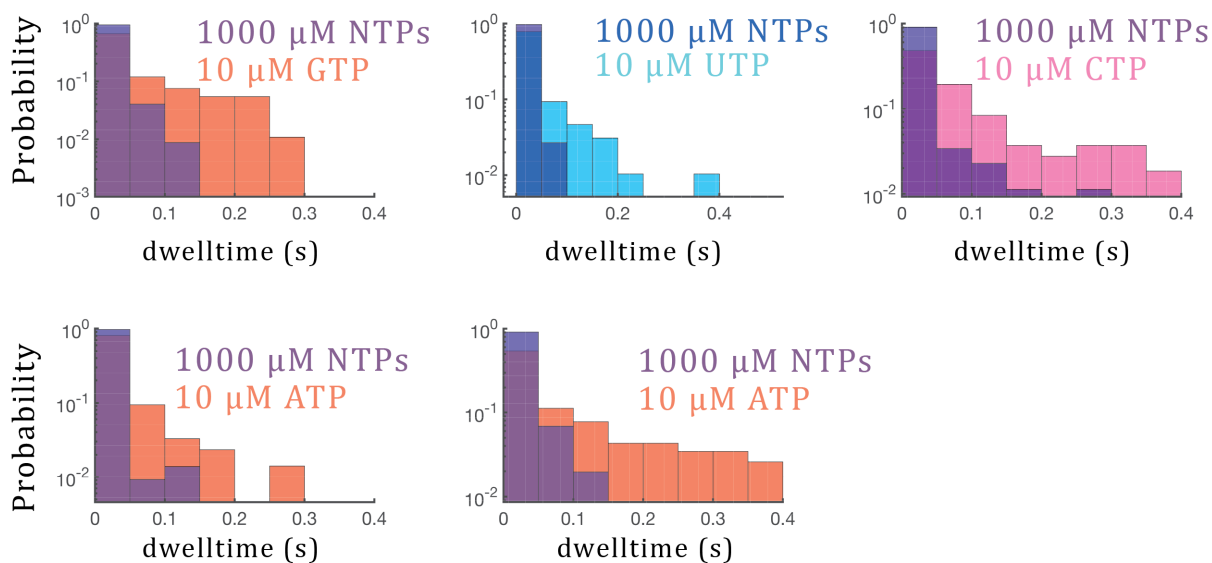 Probability
10⁰
10⁻¹
10⁻²
10⁻³
0 0.1 0.2 0.3 0.4
dwelltime (s)
1000 μM NTPs
10 μM GTP
10⁰
10⁻¹
10⁻²
0 0.2 0.4
dwelltime (s)
1000 μM NTPs
10 μM UTP
10⁰
10⁻¹
10⁻²
0 0.1 0.2 0.3 0.4
dwelltime (s)
1000 μM NTPs
10 μM CTP
Probability
10⁰
10⁻¹
10⁻²
0 0.1 0.2 0.3 0.4
dwelltime (s)
1000 μM NTPs
10 μM ATP
10⁰
10⁻¹
10⁻²
0 0.1 0.2 0.3 0.4
dwelltime (s)
1000 μM NTPs
10 μM ATP